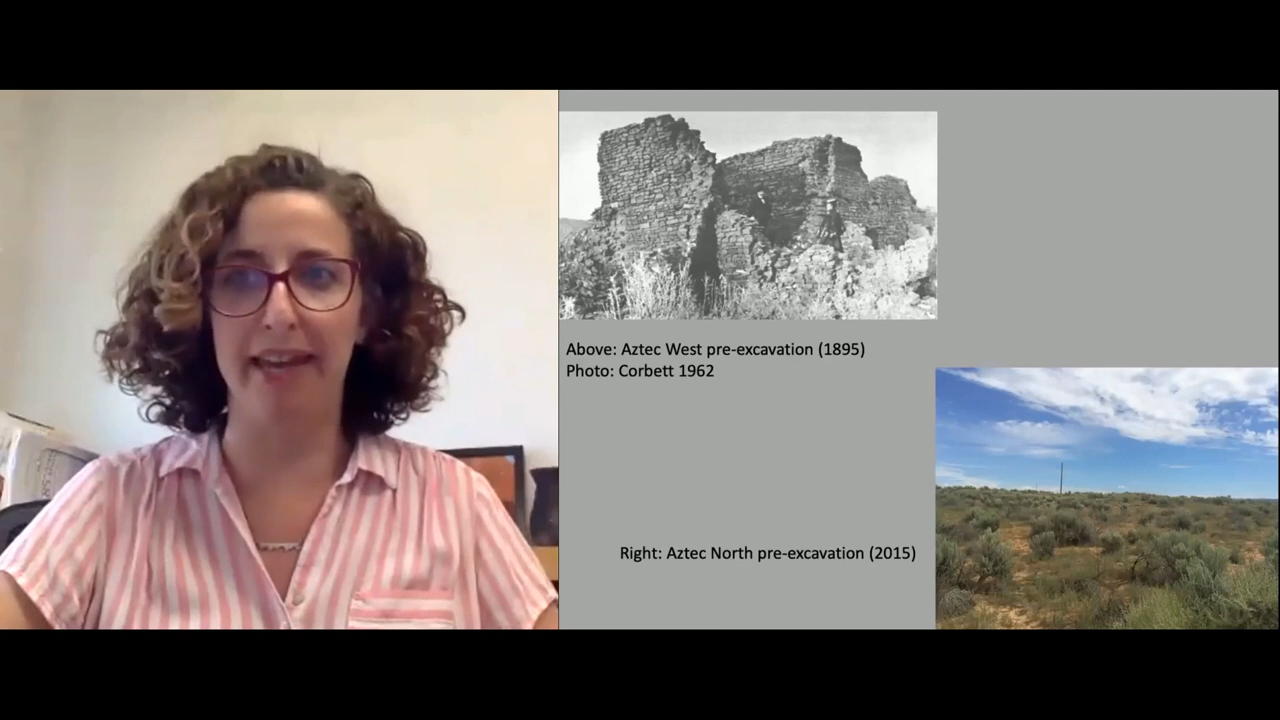 Above: Aztec West pre-excavation (1895)
Photo: Corbett 1962
Right: Aztec North pre-excavation (2015)